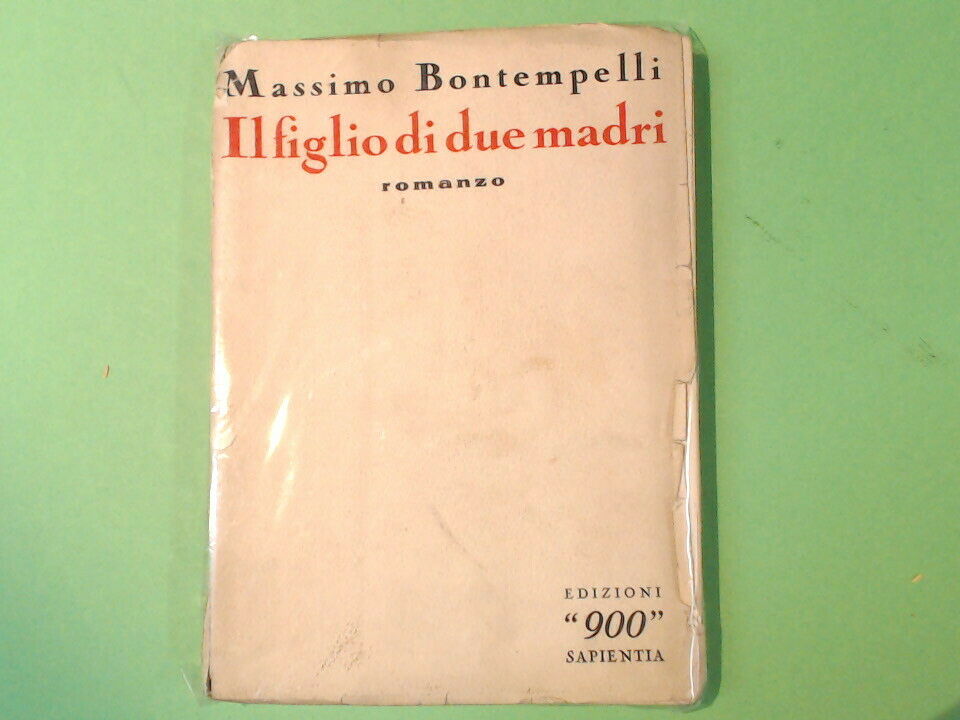 Massimo Bontempelli
Il figlio di due madri
romanzo
EDIZIONI
"900"
SAPIENTIA